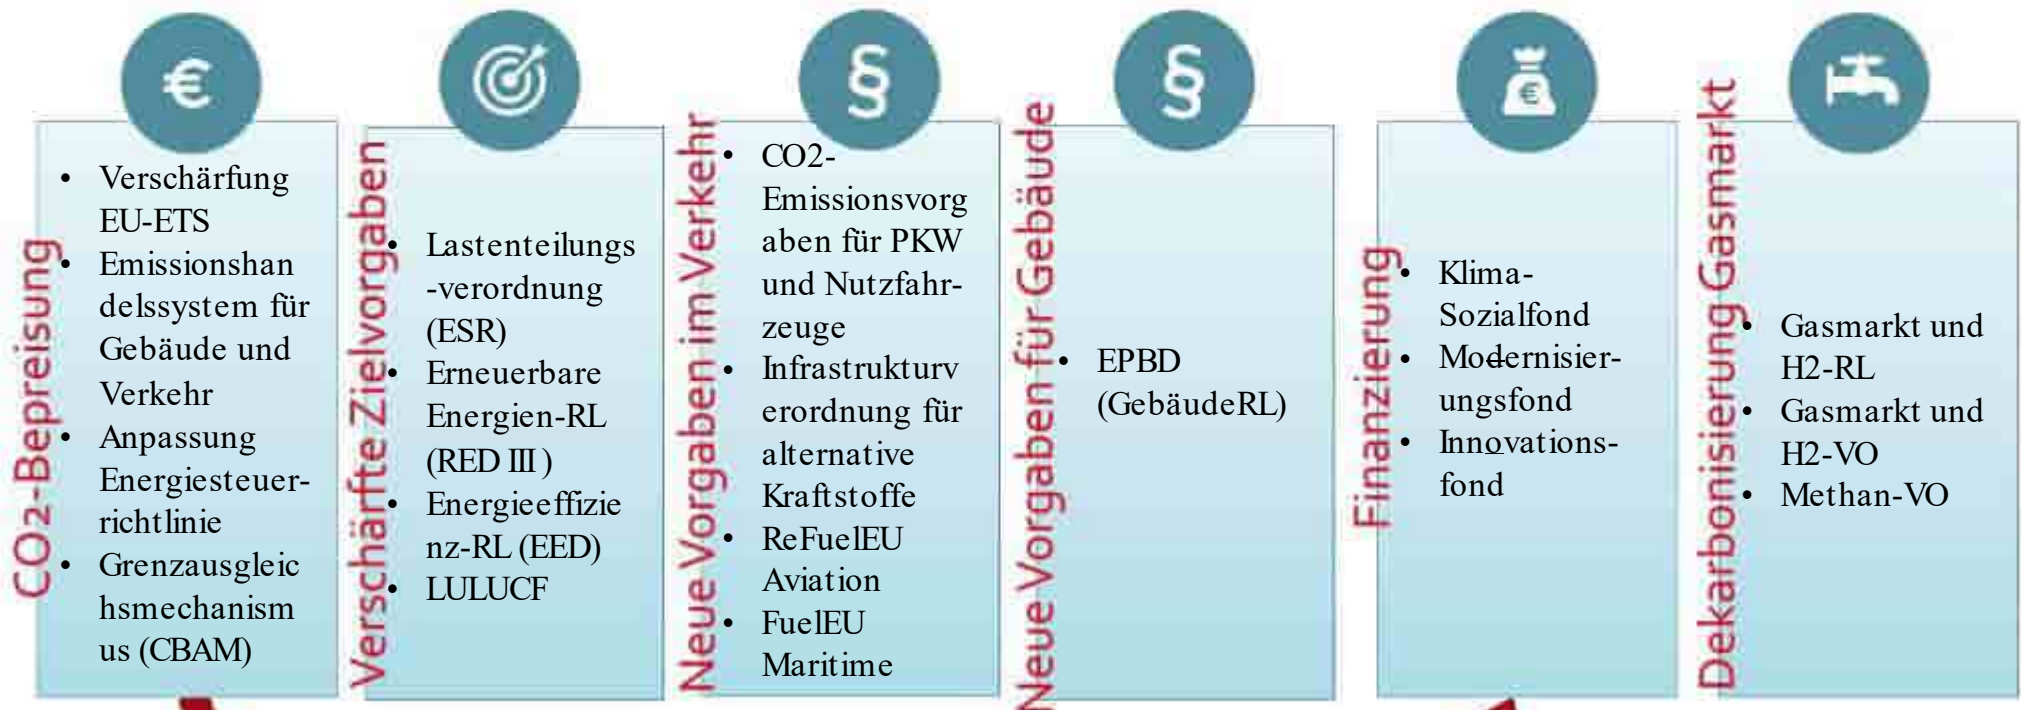 CO2-Bepreisung
• Verschärfung
EU-ETS
• Emissionshan
delssystem für
Gebäude und
Verkehr
• Anpassung
Energiesteuer-
richtlinie
• Grenzausgleic
hsmechanism
us (CBAM)
Verschärfte Zielvorgaben
• Lastenteilungs
-verordnung
(ESR)
• Erneuerbare
Energien-RL
(RED III )
• Energieeffizie
nz-RL (EED)
• LULUCF
Neue Vorgaben im Verkehr
• CO2-
Emissionsvorg
aben für PKW
und Nutzfahr-
zeuge
• Infrastrukturv
erordnung für
alternative
Kraftstoffe
• ReFuelEU
Aviation
• FuelEU
Maritime
Neue Vorgaben für Gebäude
• EPBD
(GebäudeRL)
Finanzierung
• Klima-
Sozialfond
• Modernisier-
ungsfond
• Innovations-
fond
Dekarbonisierung Gasmarkt
• Gasmarkt und
H2-RL
• Gasmarkt und
H2-VO
• Methan-VO